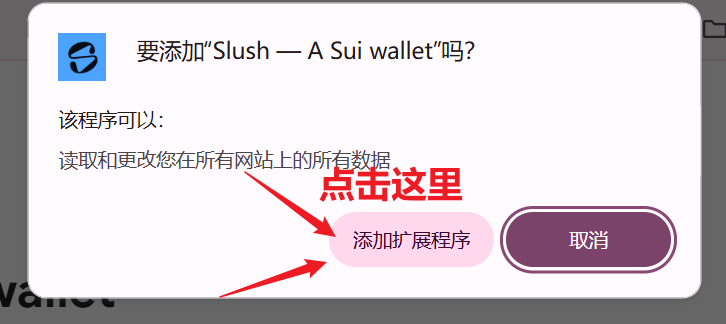 要添加“Slush — A Sui wallet”吗？
该程序可以：
读取和更改您在所有网站上的所有数据
点击这里
添加扩展程序
取消
wallet